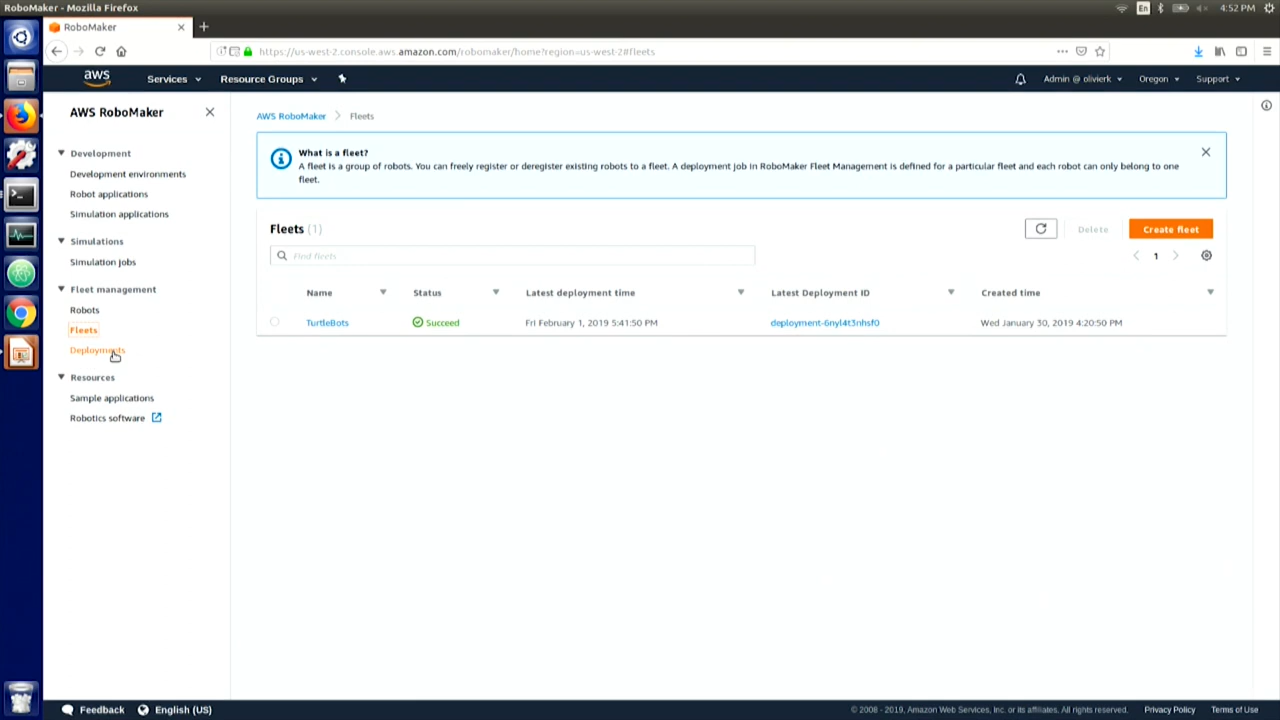 RoboMaker - Mozilla Firefox
En
4:52 PM
RoboMaker
https://us-west-2.console.aws.amazon.com/robomaker/home?region=us-west-2#fleets
aws
Services
Resource Groups
Admin @ olivierk
Oregon
Support
AWS RoboMaker
AWS RoboMaker
Fleets
What is a fleet?
A fleet is a group of robots. You can freely register or deregister existing robots to a fleet. A deployment job in RoboMaker Fleet Management is defined for a particular fleet and each robot can only belong to one
fleet.
Development
Development environments
Robot applications
Simulation applications
Simulations
Simulation jobs
Fleet management
Robots
Fleets
Deployments
Resources
Sample applications
Robotics software
Fleets (1)
Delete
Create fleet
Find fleets
1
Name
Status
Latest deployment time
Latest Deployment ID
Created time
TurtleBots
Succeed
Fri February 1, 2019 5:41:50 PM
deployment-6nyl4t3nhsf0
Wed January 30, 2019 4:20:50 PM
Feedback
English (US)
© 2008 - 2019, Amazon Web Services, Inc. or its affiliates. All rights reserved.
Privacy Policy
Terms of Use